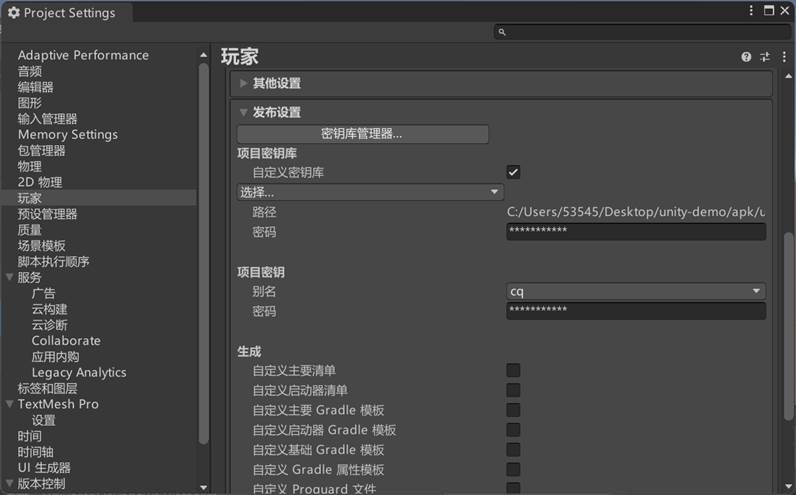 Project Settings
Adaptive Performance
音频
编辑器
图形
输入管理器
Memory Settings
包管理器
物理
2D 物理
玩家
预设管理器
质量
场景模板
脚本执行顺序
服务
广告
云构建
云诊断
Collaborate
应用内购
Legacy Analytics
标签和图层
TextMesh Pro
设置
时间
时间轴
UI 生成器
版本控制
玩家
其他设置
发布设置
密钥库管理器...
项目密钥库
自定义密钥库
选择...
路径 C:/Users/53545/Desktop/unity-demo/apk/u
密码 ***********
项目密钥
别名 cq
密码 ***********
生成
自定义主要清单
自定义启动器清单
自定义主要 Gradle 模板
自定义启动器 Gradle 模板
自定义基础 Gradle 模板
自定义 Gradle 属性模板
自定义 Proguard 文件